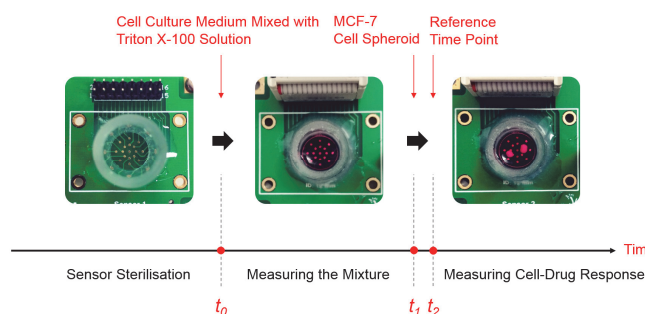 Cell Culture Medium Mixed with
Triton X-100 Solution
MCF-7
Cell Spheroid
Reference
Time Point
Sensor Sterilisation
Measuring the Mixture
Measuring Cell-Drug Response
Time
t0
t1
t2